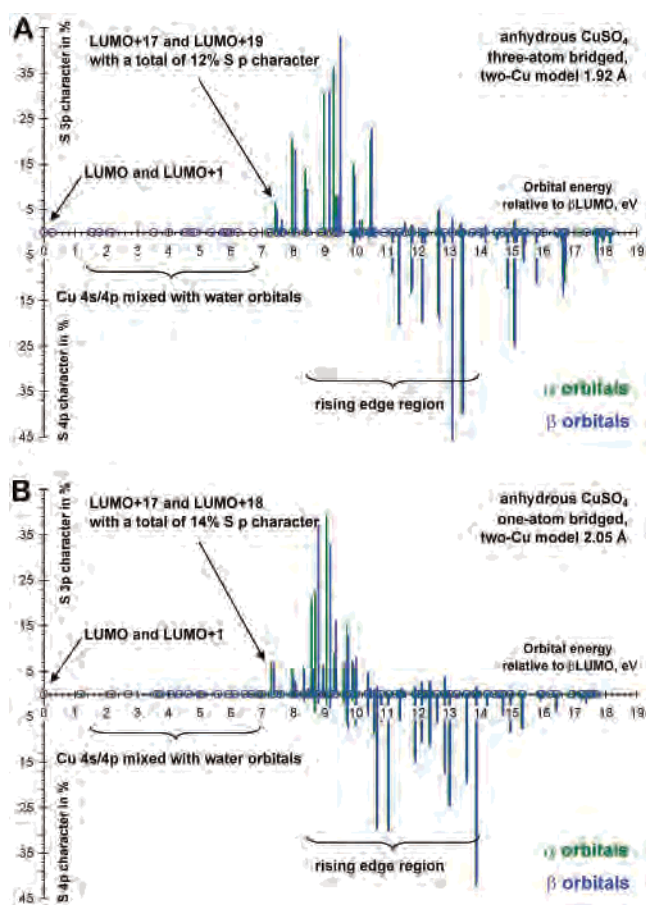 A
LUMO+17 and LUMO+19
with a total of 12% S p character
anhydrous CuSO₄
three-atom bridged,
two-Cu model 1.92 Å
S 3p character in %
45
35
25
15
5
LUMO and LUMO+1
Orbital energy
relative to βLUMO, eV
0 1 2 3 4 5 6 7 8 9 10 11 12 13 14 15 16 17 18 19
Cu 4s/4p mixed with water orbitals
5
15
25
35
45
S 4p character in %
rising edge region
α orbitals
β orbitals
B
LUMO+17 and LUMO+18
with a total of 14% S p character
anhydrous CuSO₄
one-atom bridged,
two-Cu model 2.05 Å
S 3p character in %
45
35
25
15
5
LUMO and LUMO+1
Orbital energy
relative to βLUMO, eV
0 1 2 3 4 5 6 7 8 9 10 11 12 13 14 15 16 17 18 19
Cu 4s/4p mixed with water orbitals
5
15
25
35
45
S 4p character in %
rising edge region
α orbitals
β orbitals